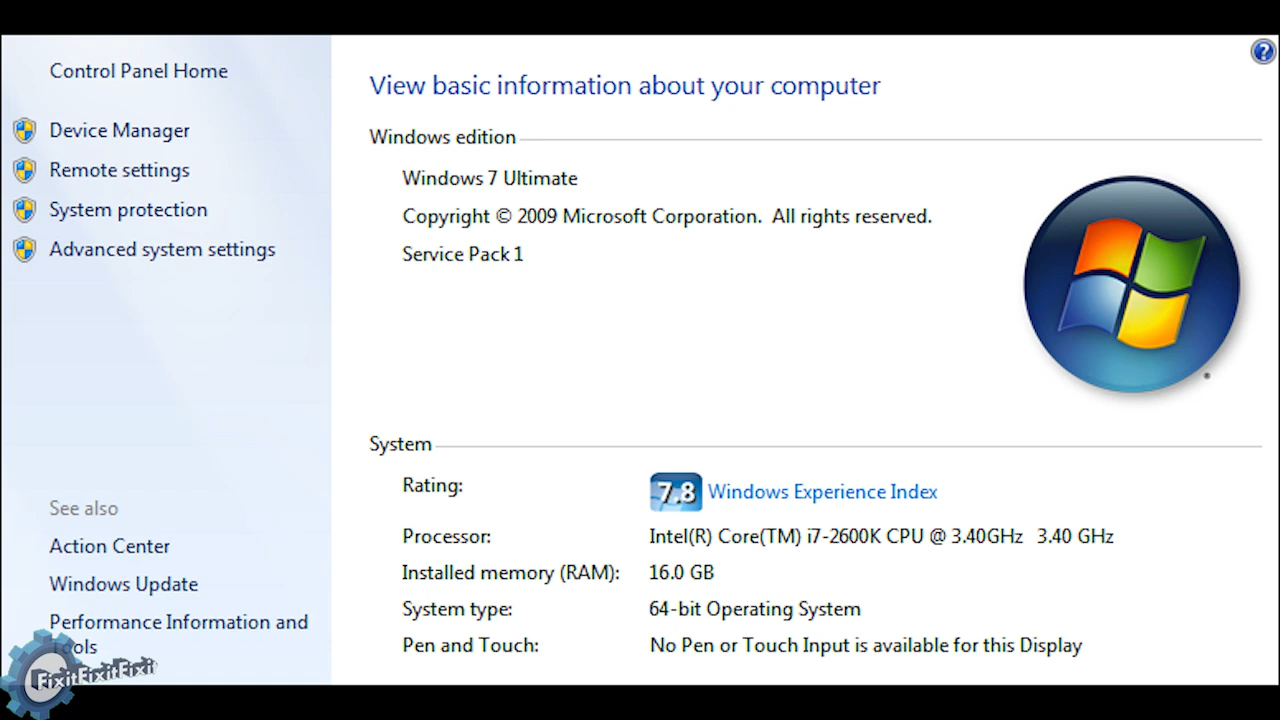 Control Panel Home
Device Manager
Remote settings
System protection
Advanced system settings
See also
Action Center
Windows Update
Performance Information and
Tools
FixitFixitFixit
View basic information about your computer
Windows edition
Windows 7 Ultimate
Copyright © 2009 Microsoft Corporation. All rights reserved.
Service Pack 1
System
Rating: 7.8 Windows Experience Index
Processor: Intel(R) Core(TM) i7-2600K CPU @ 3.40GHz 3.40 GHz
Installed memory (RAM): 16.0 GB
System type: 64-bit Operating System
Pen and Touch: No Pen or Touch Input is available for this Display